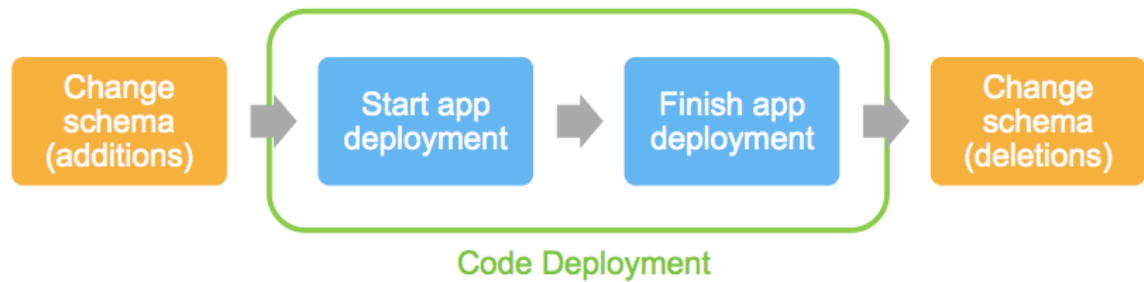 Change
schema
(additions)
Start app
deployment
Finish app
deployment
Change
schema
(deletions)
Code Deployment